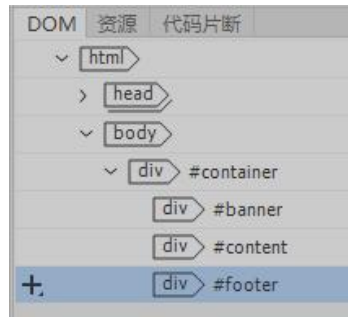 DOM 资源 代码片断
html
head
body
div #container
div #banner
div #content
div #footer